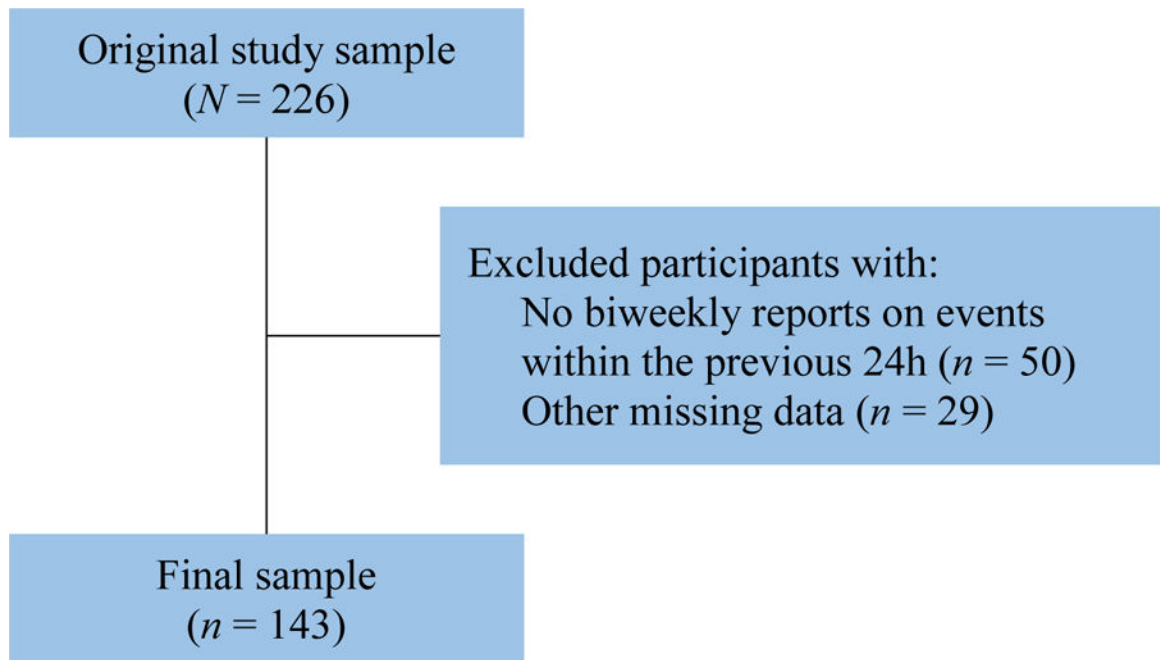 Original study sample
(N = 226)
Excluded participants with:
No biweekly reports on events
within the previous 24h (n = 50)
Other missing data (n = 29)
Final sample
(n = 143)